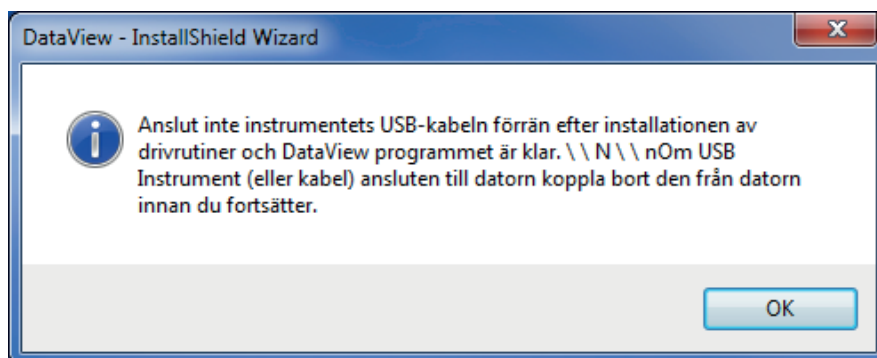 DataView - InstallShield Wizard
Anslut inte instrumentets USB-kabeln förrän efter installationen av
drivrutiner och DataView programmet är klar. \ \ N \ \ nOm USB
Instrument (eller kabel) ansluten till datorn koppla bort den från datorn
innan du fortsätter.
OK